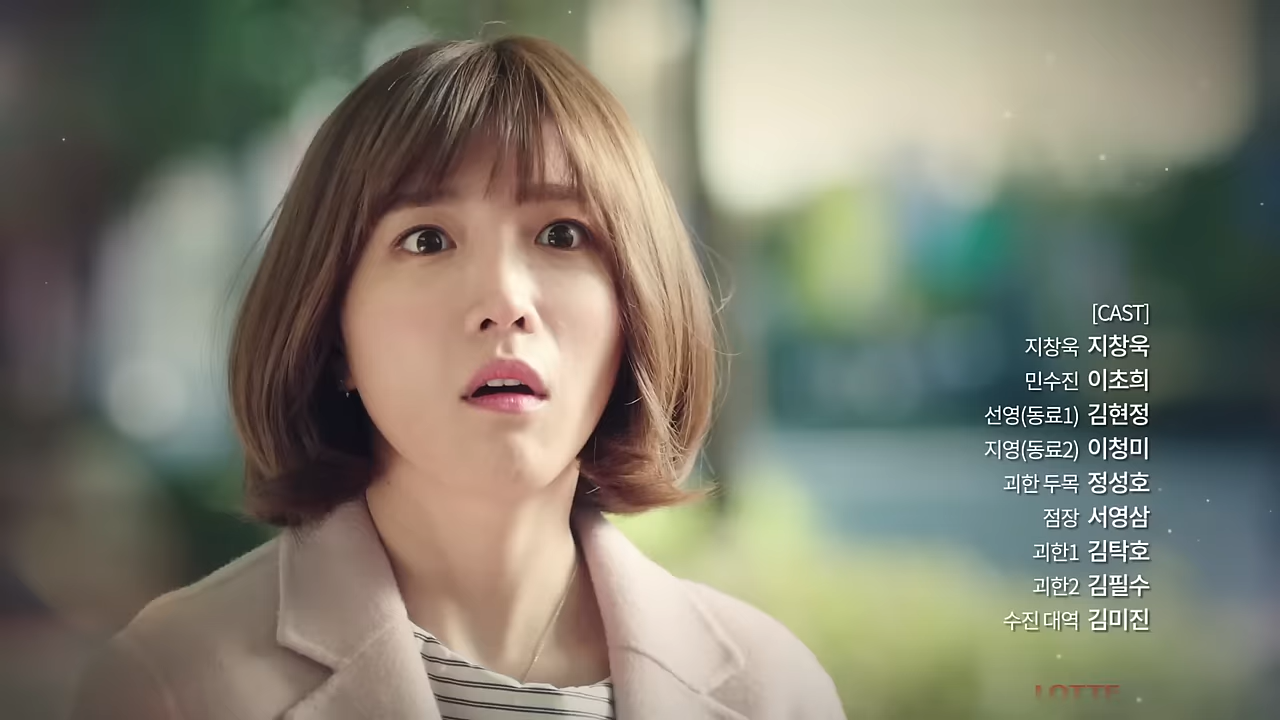 [CAST]
지창욱 지창욱
민수진 이초희
선영(동료1) 김현정
지영(동료2) 이청미
괴한 두목 정성호
점장 서영삼
괴한1 김탁호
괴한2 김필수
수진 대역 김미진
LOTTE